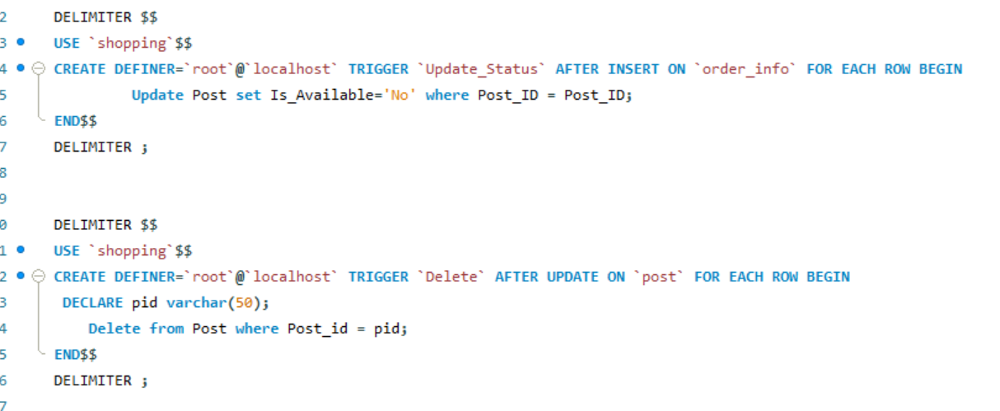 2 DELIMITER $$
3 USE `shopping`$$
4 CREATE DEFINER=`root`@`localhost` TRIGGER `Update_Status` AFTER INSERT ON `order_info` FOR EACH ROW BEGIN
5 Update Post set Is_Available='No' where Post_ID = Post_ID;
6 END$$
7 DELIMITER ;
8
9
0 DELIMITER $$
1 USE `shopping`$$
2 CREATE DEFINER=`root`@`localhost` TRIGGER `Delete` AFTER UPDATE ON `post` FOR EACH ROW BEGIN
3 DECLARE pid varchar(50);
4 Delete from Post where Post_id = pid;
5 END$$
6 DELIMITER ;
7